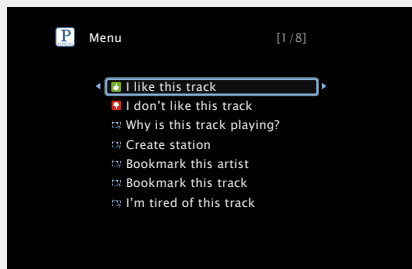 P
Menu [1/8]
I like this track
I don't like this track
Why is this track playing?
Create station
Bookmark this artist
Bookmark this track
I'm tired of this track